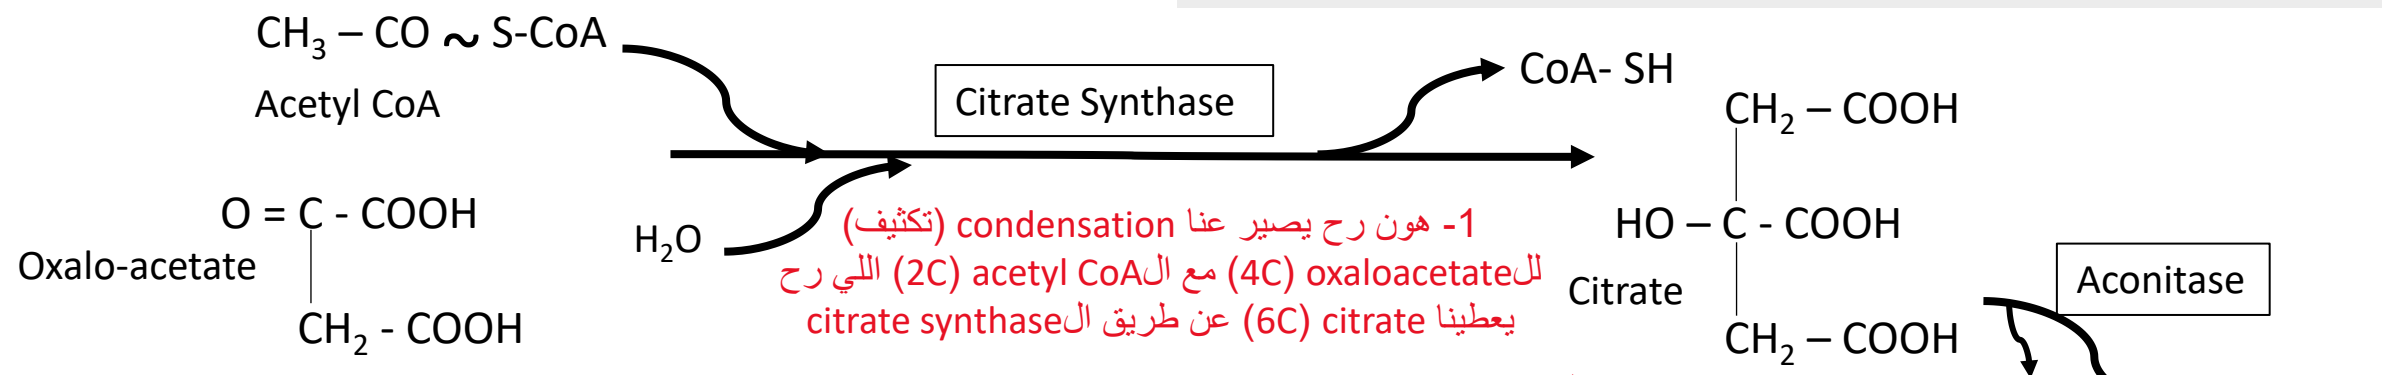 CH₃ – CO ~ S-CoA
Acetyl CoA
Citrate Synthase
CoA- SH
CH₂ – COOH
O = C - COOH
Oxalo-acetate
CH₂ - COOH
H₂O
1- هون رح يصير عنا condensation (تكثيف)
للoxaloacetate (4C) مع الacetyl CoA (2C) اللي رح
يعطينا citrate (6C) عن طريق الcitrate synthase
HO – C - COOH
Citrate
CH₂ – COOH
Aconitase